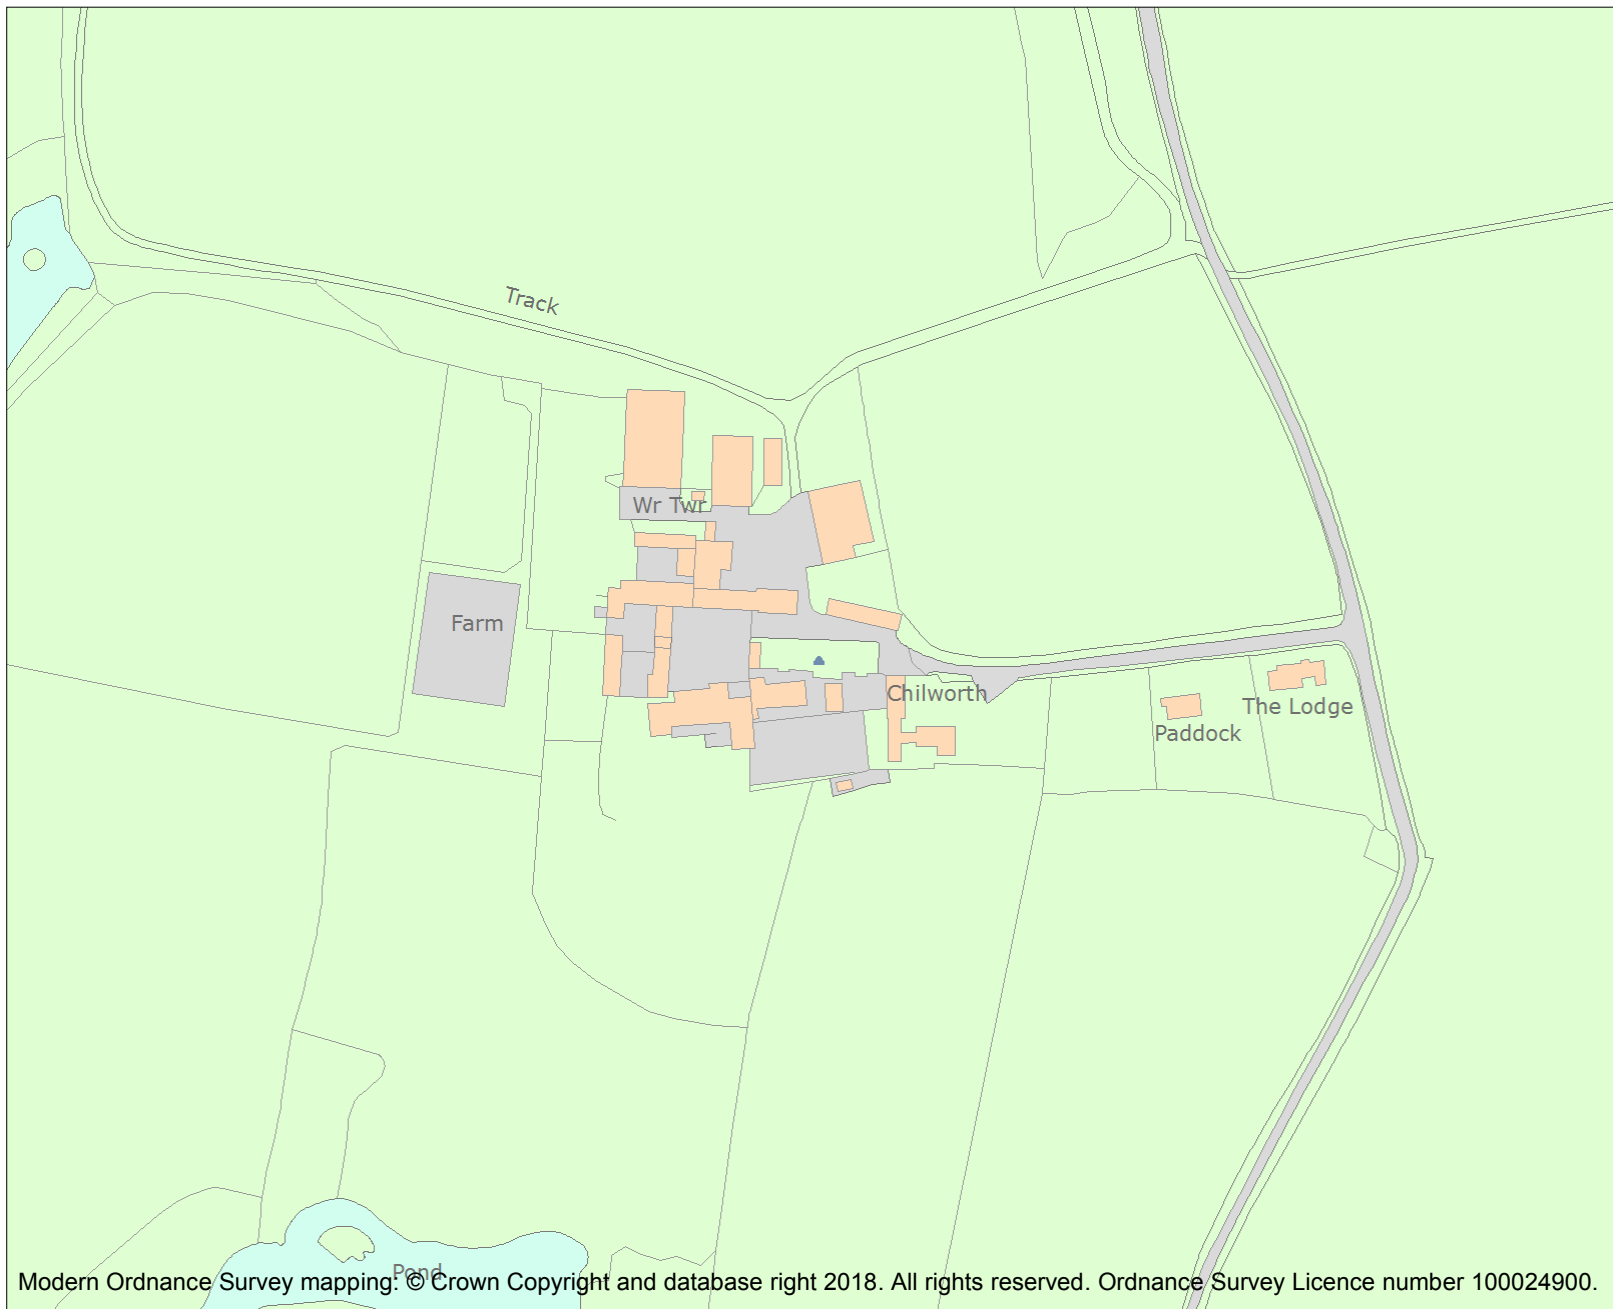 Track
Wr Twr
Farm
Chilworth
The Lodge
Paddock
Pond
Modern Ordnance Survey mapping: © Crown Copyright and database right 2018. All rights reserved. Ordnance Survey Licence number 100024900.